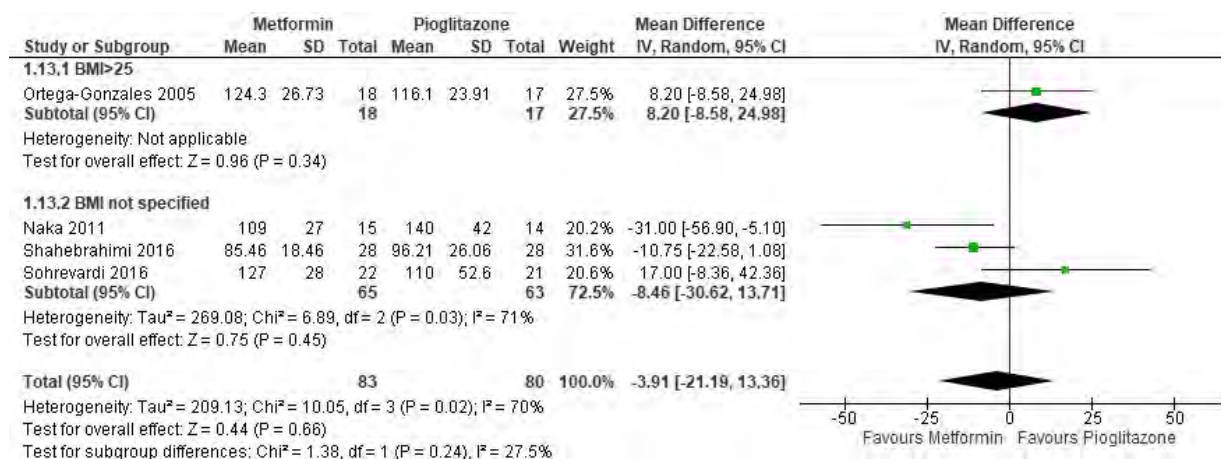 Metformin Pioglitazone Mean Difference Mean Difference
Study or Subgroup Mean SD Total Mean SD Total Weight IV, Random, 95% CI IV, Random, 95% CI
1.13.1 BMI>25
Ortega-Gonzales 2005 124.3 26.73 18 116.1 23.91 17 27.5% 8.20 [-8.58, 24.98]
Subtotal (95% CI) 18 17 27.5% 8.20 [-8.58, 24.98]
Heterogeneity: Not applicable
Test for overall effect: Z = 0.96 (P = 0.34)
1.13.2 BMI not specified
Naka 2011 109 27 15 140 42 14 20.2% -31.00 [-56.90, -5.10]
Shahebrahimi 2016 85.46 18.46 28 96.21 26.06 28 31.6% -10.75 [-22.58, 1.08]
Sohrevardi 2016 127 28 22 110 52.6 21 20.6% 17.00 [-8.36, 42.36]
Subtotal (95% CI) 65 63 72.5% -8.46 [-30.62, 13.71]
Heterogeneity: Tau² = 269.08; Chi² = 6.89, df = 2 (P = 0.03); I² = 71%
Test for overall effect: Z = 0.75 (P = 0.45)
Total (95% CI) 83 80 100.0% -3.91 [-21.19, 13.36]
Heterogeneity: Tau² = 209.13; Chi² = 10.05, df = 3 (P = 0.02); I² = 70%
Test for overall effect: Z = 0.44 (P = 0.66)
Test for subgroup differences: Chi² = 1.38, df = 1 (P = 0.24), I² = 27.5%
-50 -25 0 25 50
Favours Metformin Favours Pioglitazone